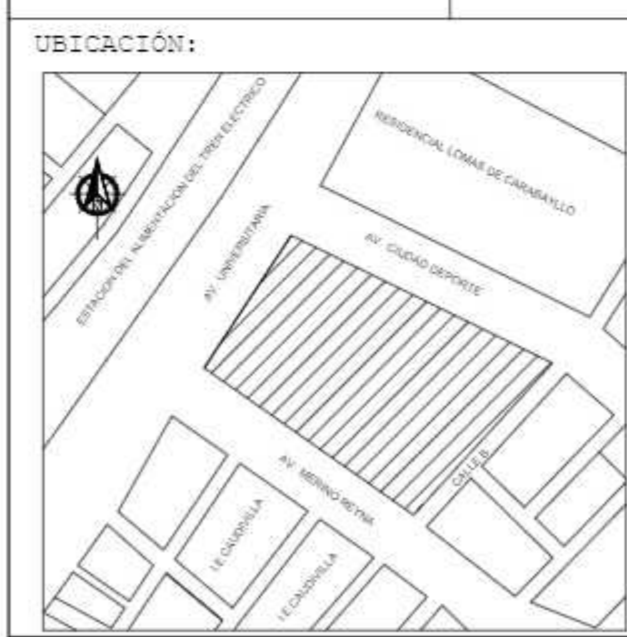 UBICACIÓN:
ESTACION DEL ALIMENTACION DEL TREN ELECTRICO
N
AV. UNIVERSITARIA
RESIDENCIAL LOMAS DE CARABAYLLO
AV. CIUDAD DEPORTE
AV. MERINO REYNA
CALLE B
I.E.CAUDIVILLA
I.E.CAUDIVILLA